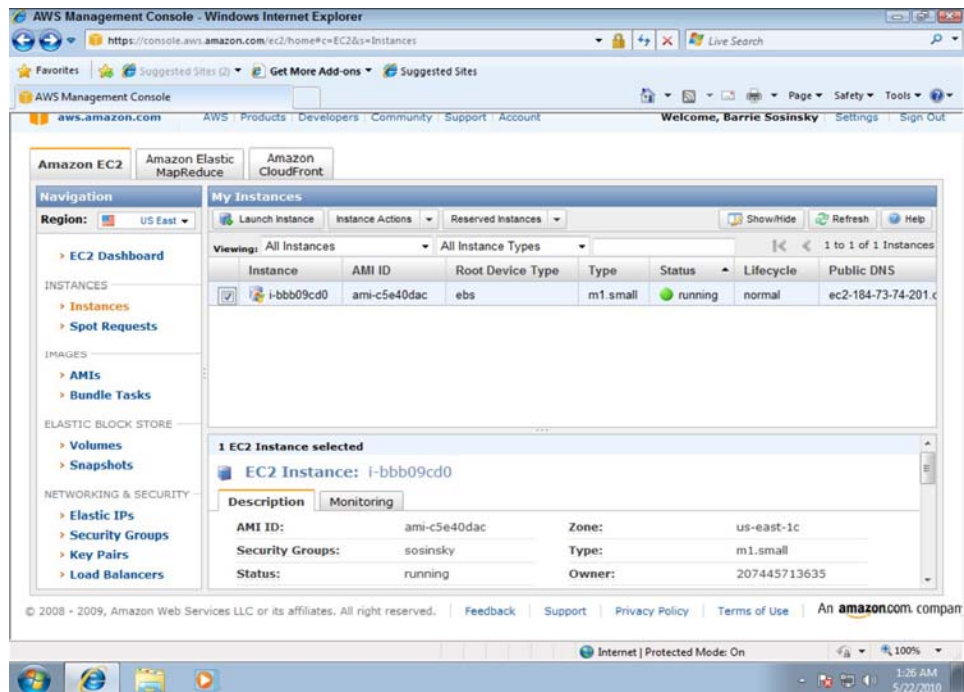 AWS Management Console - Windows Internet Explorer
https://console.aws.amazon.com/ec2/home#c=EC2&s=Instances
Live Search
Favorites Suggested Sites (2) Get More Add-ons Suggested Sites
AWS Management Console
Page Safety Tools
aws.amazon.com AWS Products Developers Community Support Account Welcome, Barrie Sosinsky Settings Sign Out
Amazon EC2
Amazon Elastic MapReduce
Amazon CloudFront
Navigation
Region: US East
EC2 Dashboard
INSTANCES
Instances
Spot Requests
IMAGES
AMIs
Bundle Tasks
ELASTIC BLOCK STORE
Volumes
Snapshots
NETWORKING & SECURITY
Elastic IPs
Security Groups
Key Pairs
Load Balancers
My Instances
Launch Instance Instance Actions Reserved Instances Show/Hide Refresh Help
Viewing: All Instances All Instance Types 1 to 1 of 1 Instances
Instance AMI ID Root Device Type Type Status Lifecycle Public DNS
i-bbb09cd0 ami-c5e40dac ebs m1.small running normal ec2-184-73-74-201.c
1 EC2 Instance selected
EC2 Instance: i-bbb09cd0
Description Monitoring
AMI ID: ami-c5e40dac Zone: us-east-1c
Security Groups: sosinsky Type: m1.small
Status: running Owner: 207445713635
© 2008 - 2009, Amazon Web Services LLC or its affiliates. All right reserved. Feedback Support Privacy Policy Terms of Use An amazon.com. compan
Internet | Protected Mode: On 100%
1:26 AM
5/22/2010